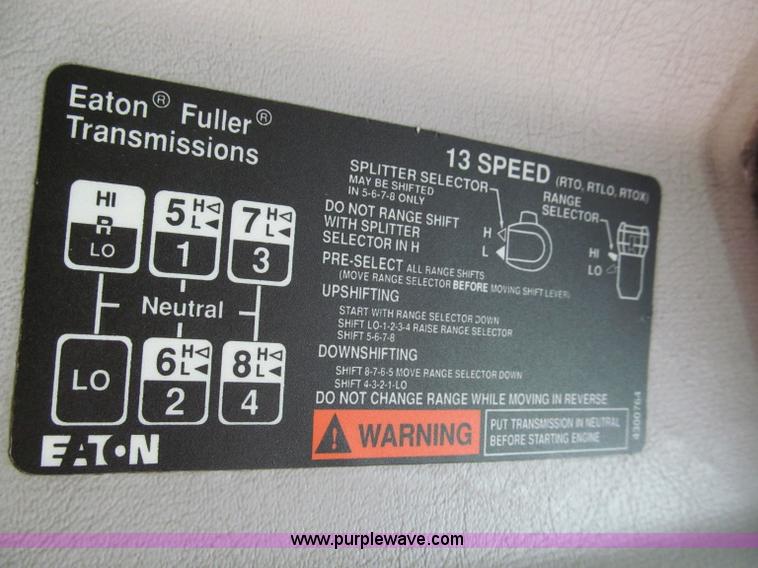 Eaton® Fuller®
Transmissions
HI
R
LO
5 H◁
L◀
1
7 H◁
L◀
3
Neutral
LO
6 H◁
L◀
2
8 H◁
L◀
4
EATON
13 SPEED (RTO, RTLO, RTOX)
SPLITTER SELECTOR
MAY BE SHIFTED
IN 5-6-7-8 ONLY
RANGE
SELECTOR
H
L
HI
LO
DO NOT RANGE SHIFT
WITH SPLITTER
SELECTOR IN H
PRE-SELECT ALL RANGE SHIFTS
(MOVE RANGE SELECTOR BEFORE MOVING SHIFT LEVER)
UPSHIFTING
START WITH RANGE SELECTOR DOWN
SHIFT LO-1-2-3-4 RAISE RANGE SELECTOR
SHIFT 5-6-7-8
DOWNSHIFTING
SHIFT 8-7-6-5 MOVE RANGE SELECTOR DOWN
SHIFT 4-3-2-1-LO
DO NOT CHANGE RANGE WHILE MOVING IN REVERSE
WARNING
PUT TRANSMISSION IN NEUTRAL
BEFORE STARTING ENGINE
4300764
www.purplewave.com